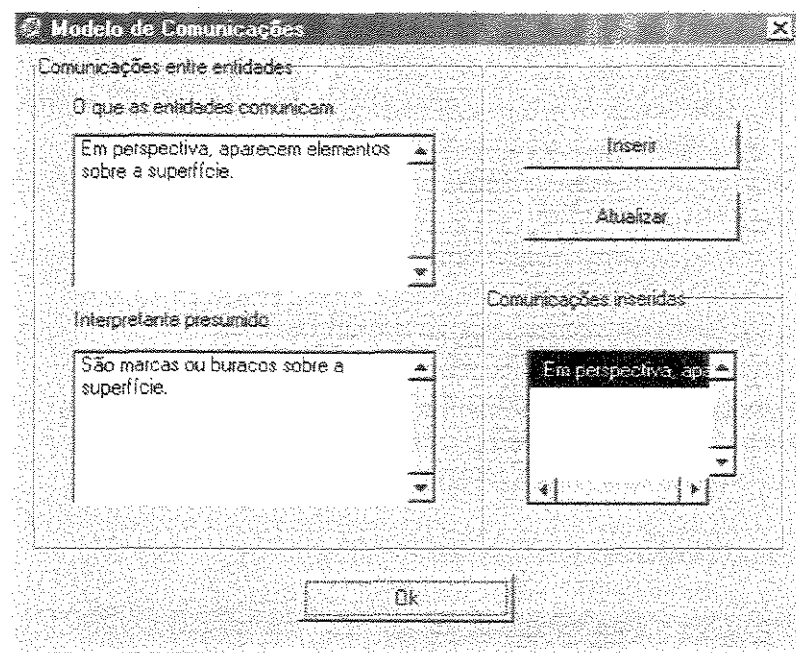 Modelo de Comunicações
Comunicações entre entidades
O que as entidades comunicam
Em perspectiva, aparecem elementos
sobre a superfície.
Interpretante presumido
São marcas ou buracos sobre a
superfície.
Inserir
Atualizar
Comunicações inseridas
Em perspectiva, apa
Ok